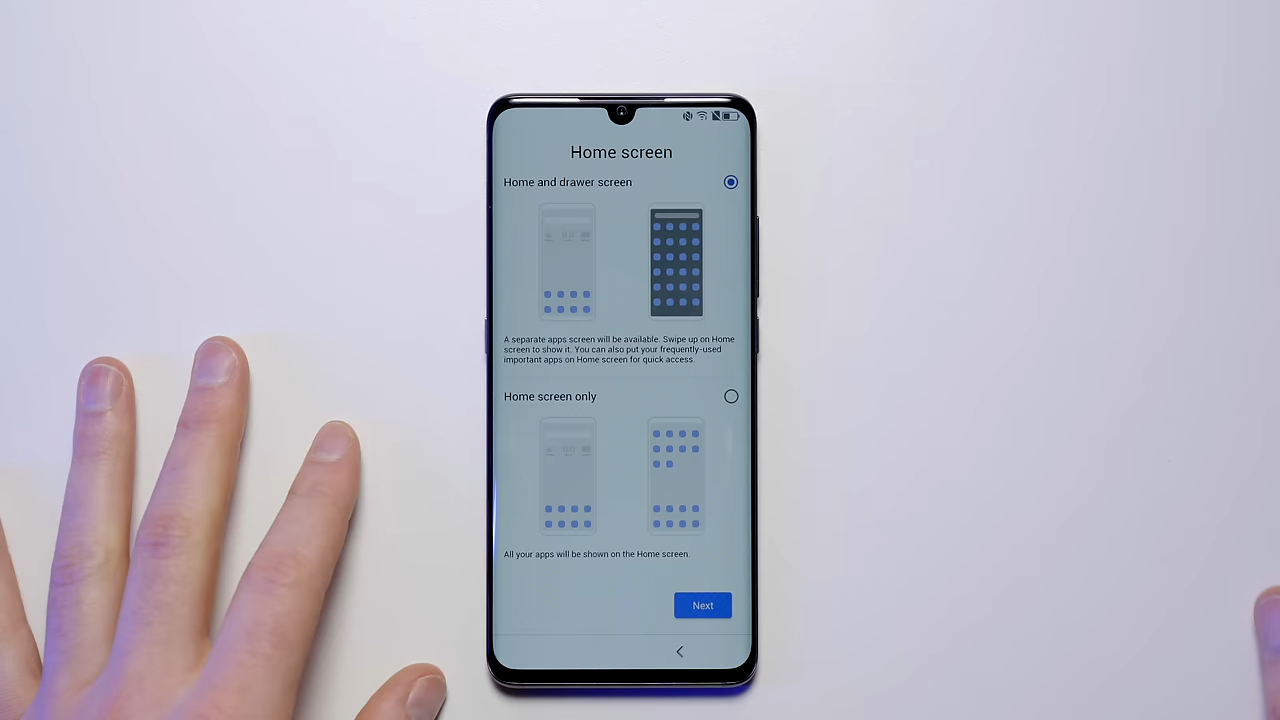 Home screen
Home and drawer screen
A separate apps screen will be available. Swipe up on Home
screen to show it. You can also put your frequently-used
important apps on Home screen for quick access.
Home screen only
All your apps will be shown on the Home screen.
Next